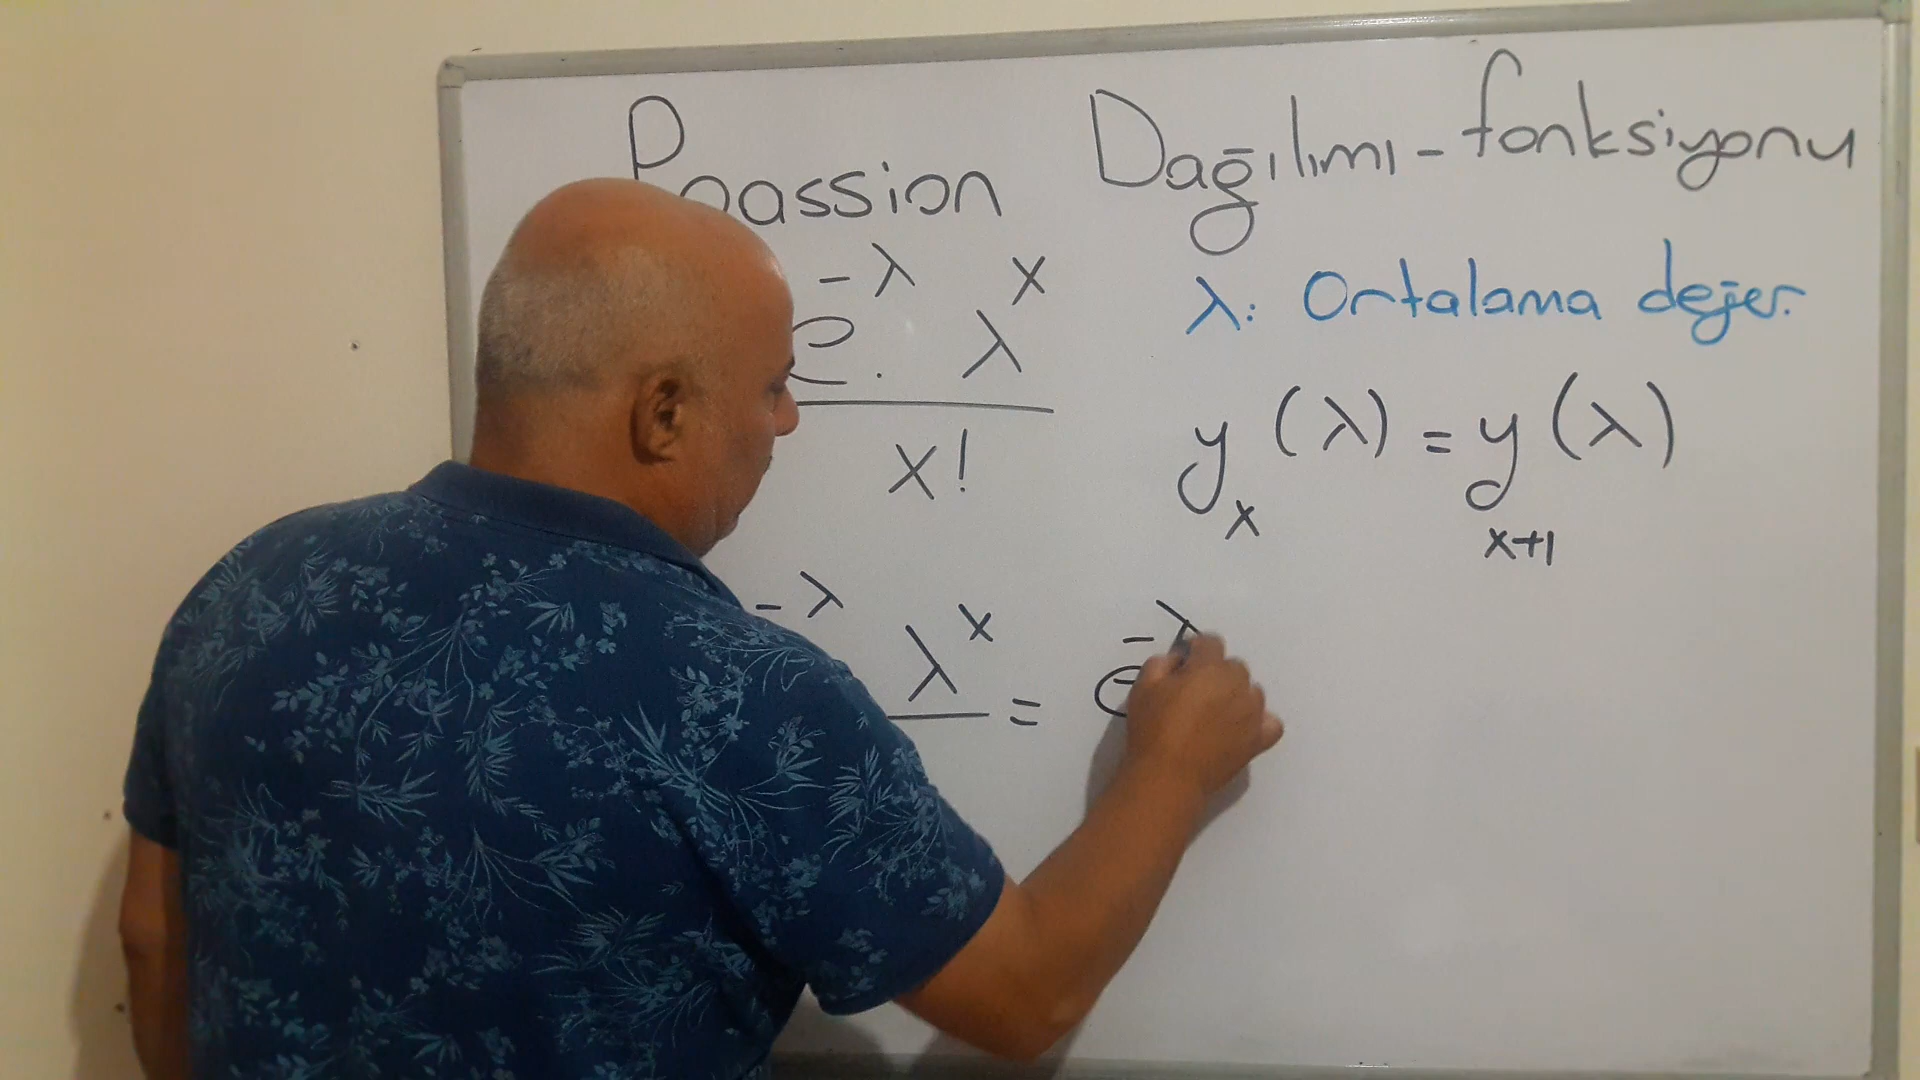 Poassion Dağılımı - fonksiyonu
e^-λ . λ^x / x!
λ: Ortalama değer.
y_x (λ) = y_x+1 (λ)
-λ λ^x = e^-λ